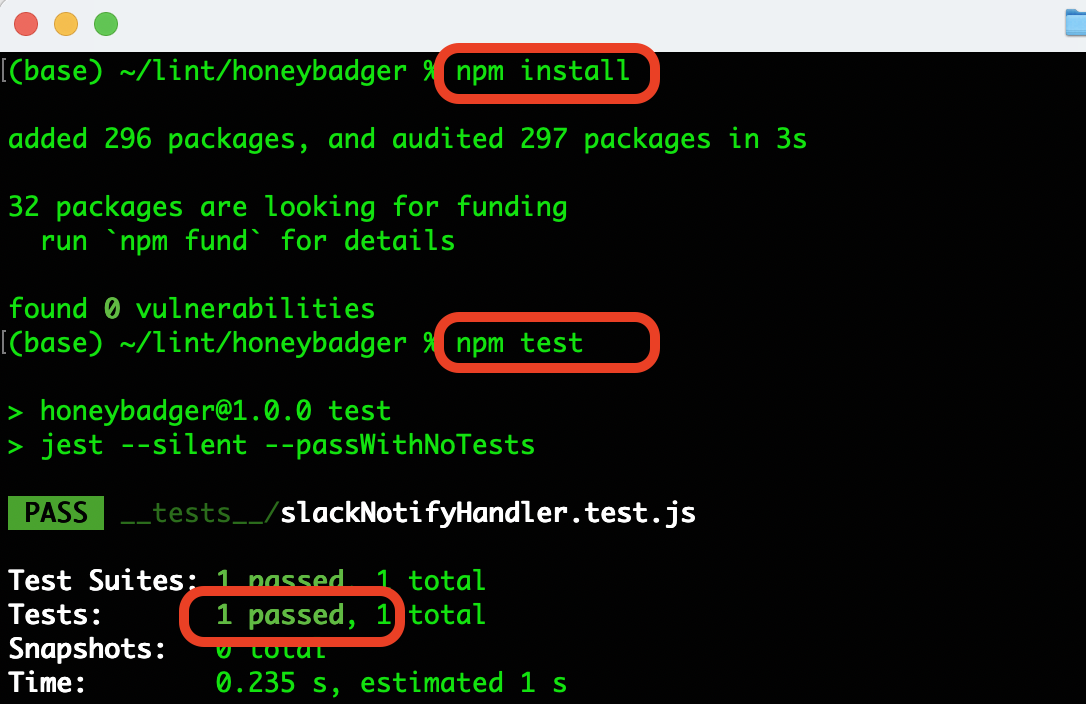 [(base) ~/lint/honeybadger % npm install
added 296 packages, and audited 297 packages in 3s
32 packages are looking for funding
run `npm fund` for details
found 0 vulnerabilities
[(base) ~/lint/honeybadger % npm test
> honeybadger@1.0.0 test
> jest --silent --passWithNoTests
PASS __tests__/slackNotifyHandler.test.js
Test Suites: 1 passed, 1 total
Tests: 1 passed, 1 total
Snapshots: 0 total
Time: 0.235 s, estimated 1 s